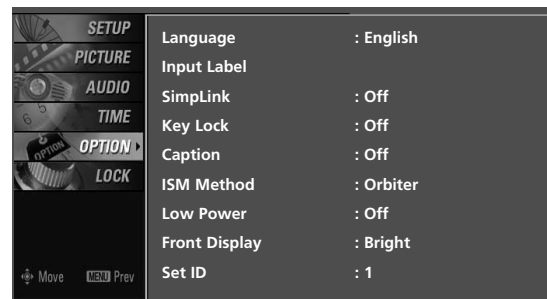 SETUP
PICTURE
AUDIO
TIME
OPTION
LOCK
Move MENU Prev
Language : English
Input Label
SimpLink : Off
Key Lock : Off
Caption : Off
ISM Method : Orbiter
Low Power : Off
Front Display : Bright
Set ID : 1